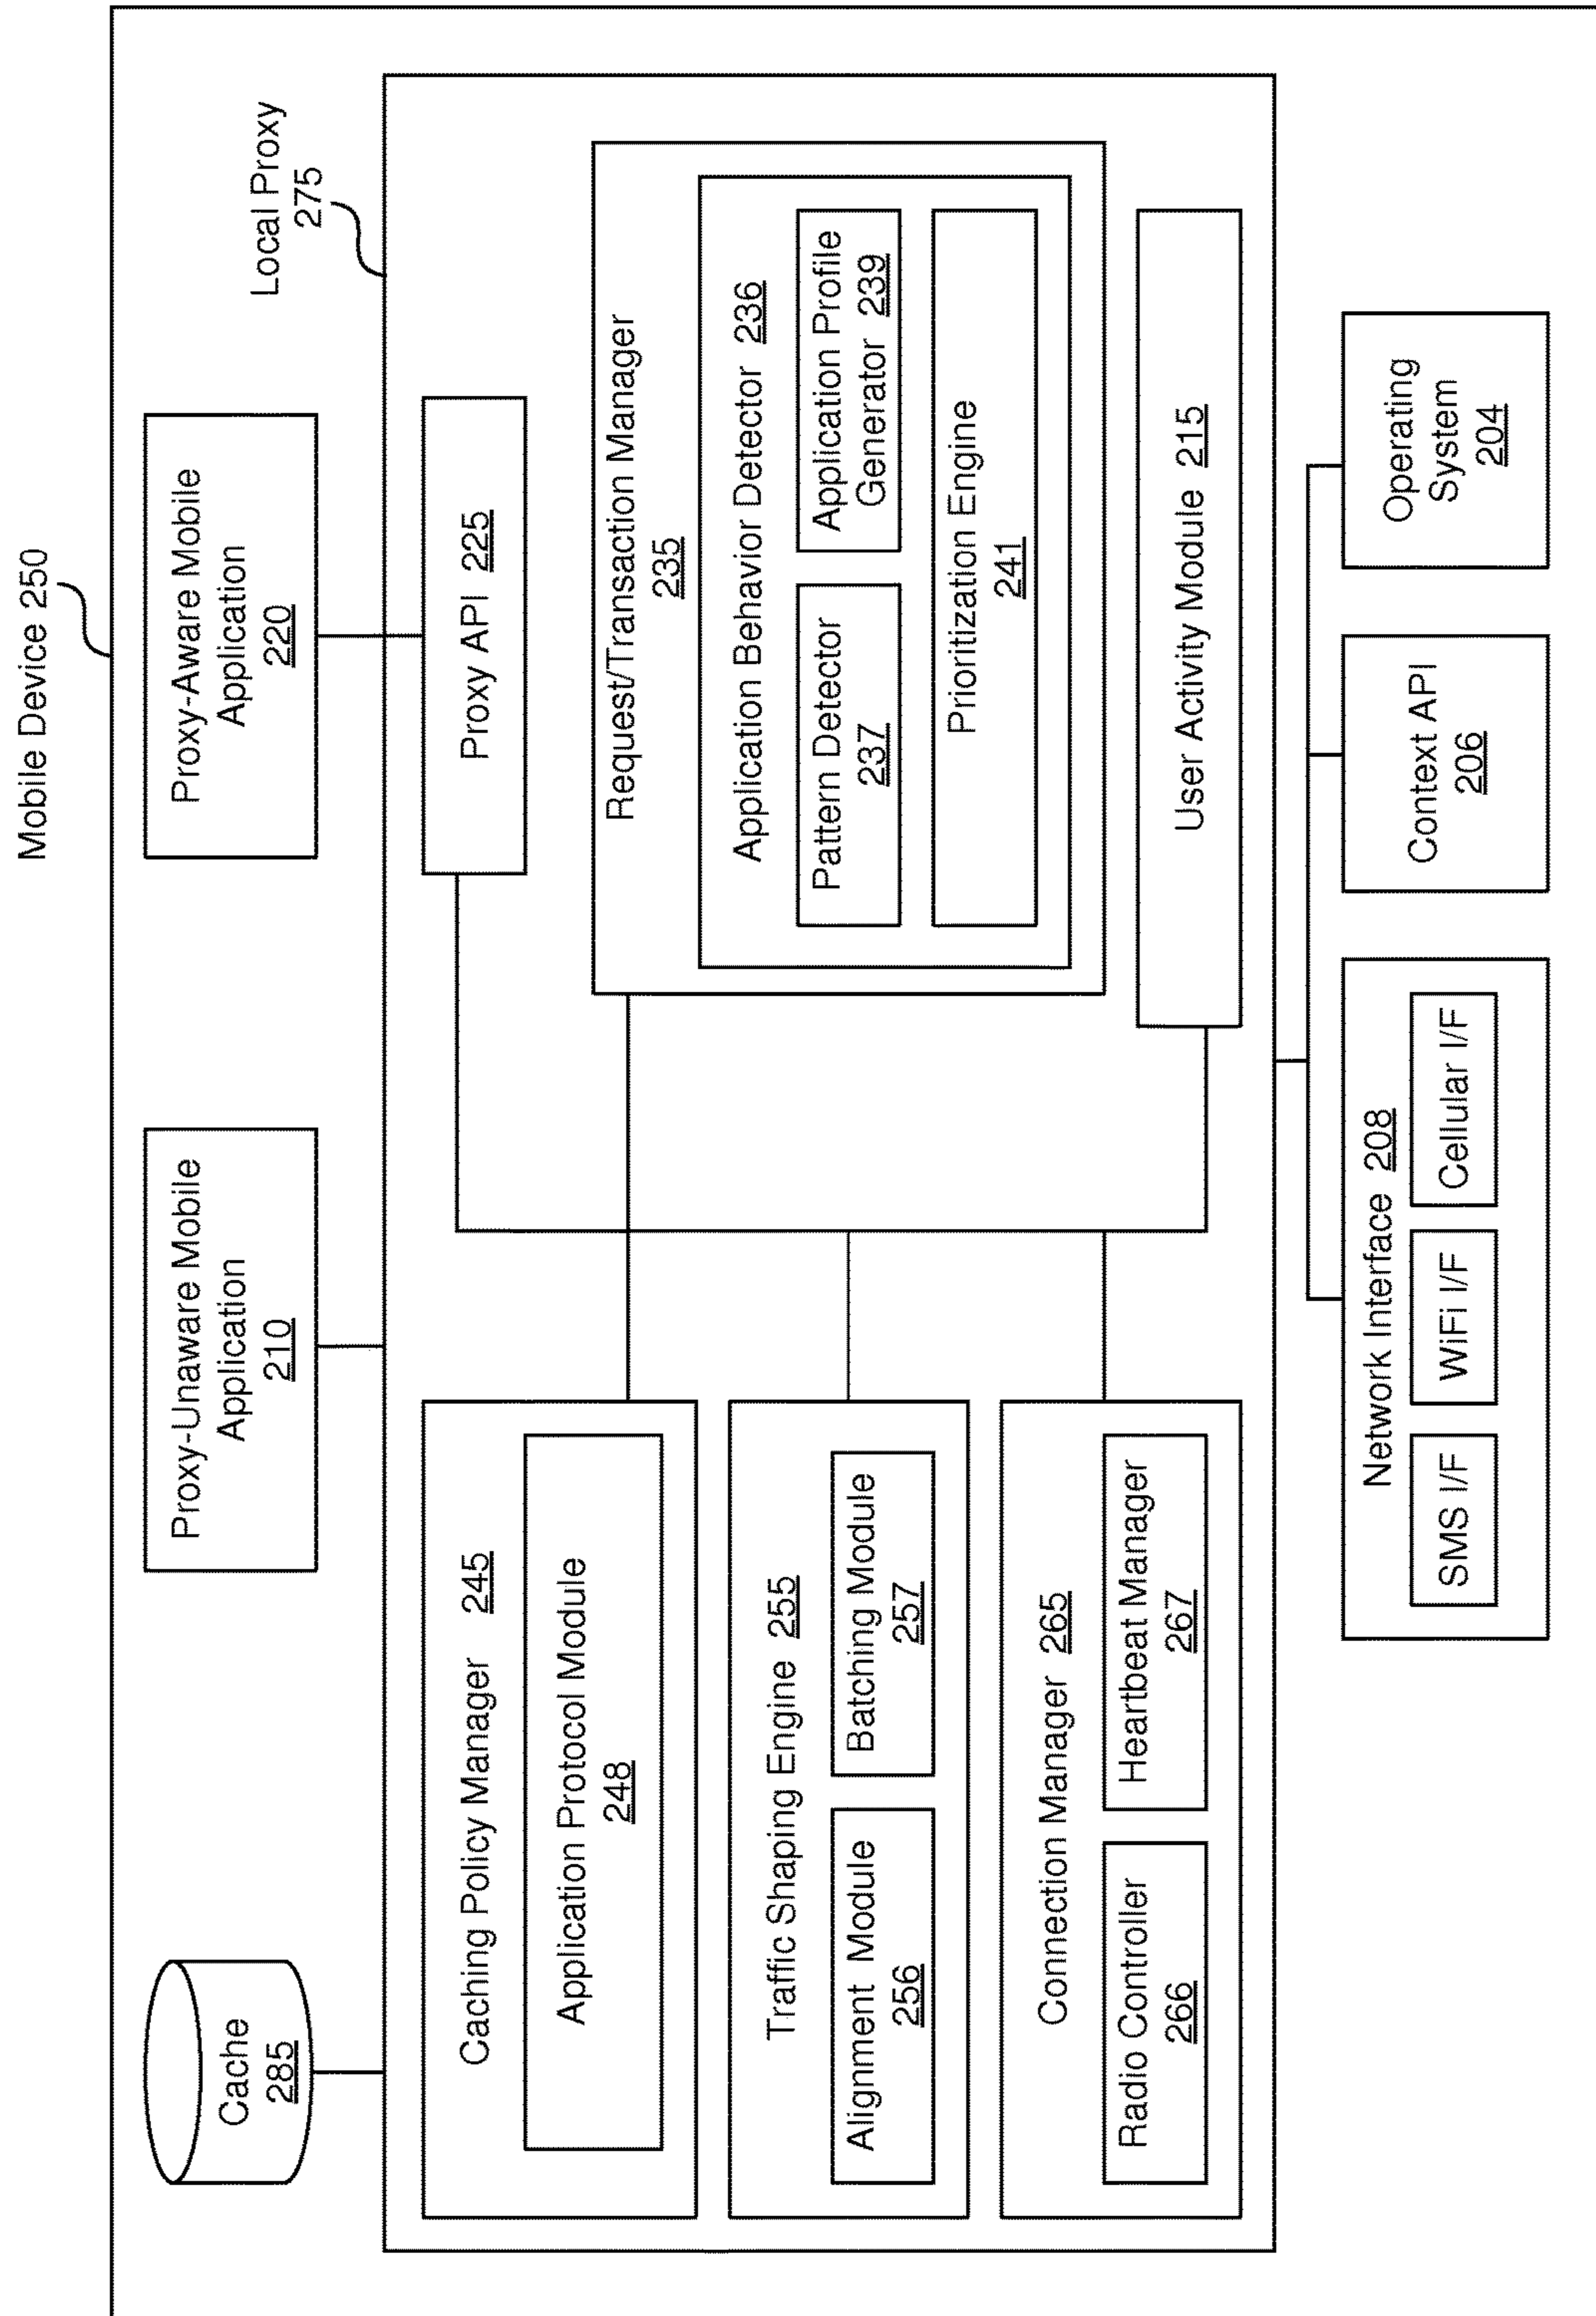 Mobile Device 250
Cache
285
Proxy-Unaware Mobile
Application
210
Proxy-Aware Mobile
Application
220
Local Proxy
275
Caching Policy Manager 245
Application Protocol Module
248
Traffic Shaping Engine 255
Alignment Module
256
Batching Module
257
Connection Manager 265
Radio Controller
266
Heartbeat Manager
267
Proxy API 225
Request/Transaction Manager
235
Application Behavior Detector 236
Pattern Detector
237
Application Profile
Generator 239
Prioritization Engine
241
User Activity Module 215
Network Interface 208
SMS I/F
WiFi I/F
Cellular I/F
Context API
206
Operating
System
204